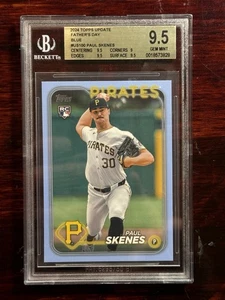 2024 TOPPS UPDATE
FATHER'S DAY
BLUE
#US100 PAUL SKENES
CENTERING 9.5 CORNERS 9
EDGES 9.5 SURFACE 9.5
BECKETT
9.5
GEM MINT
PIRATES
RC
PIRATES
30
PAUL
SKENES
P
P